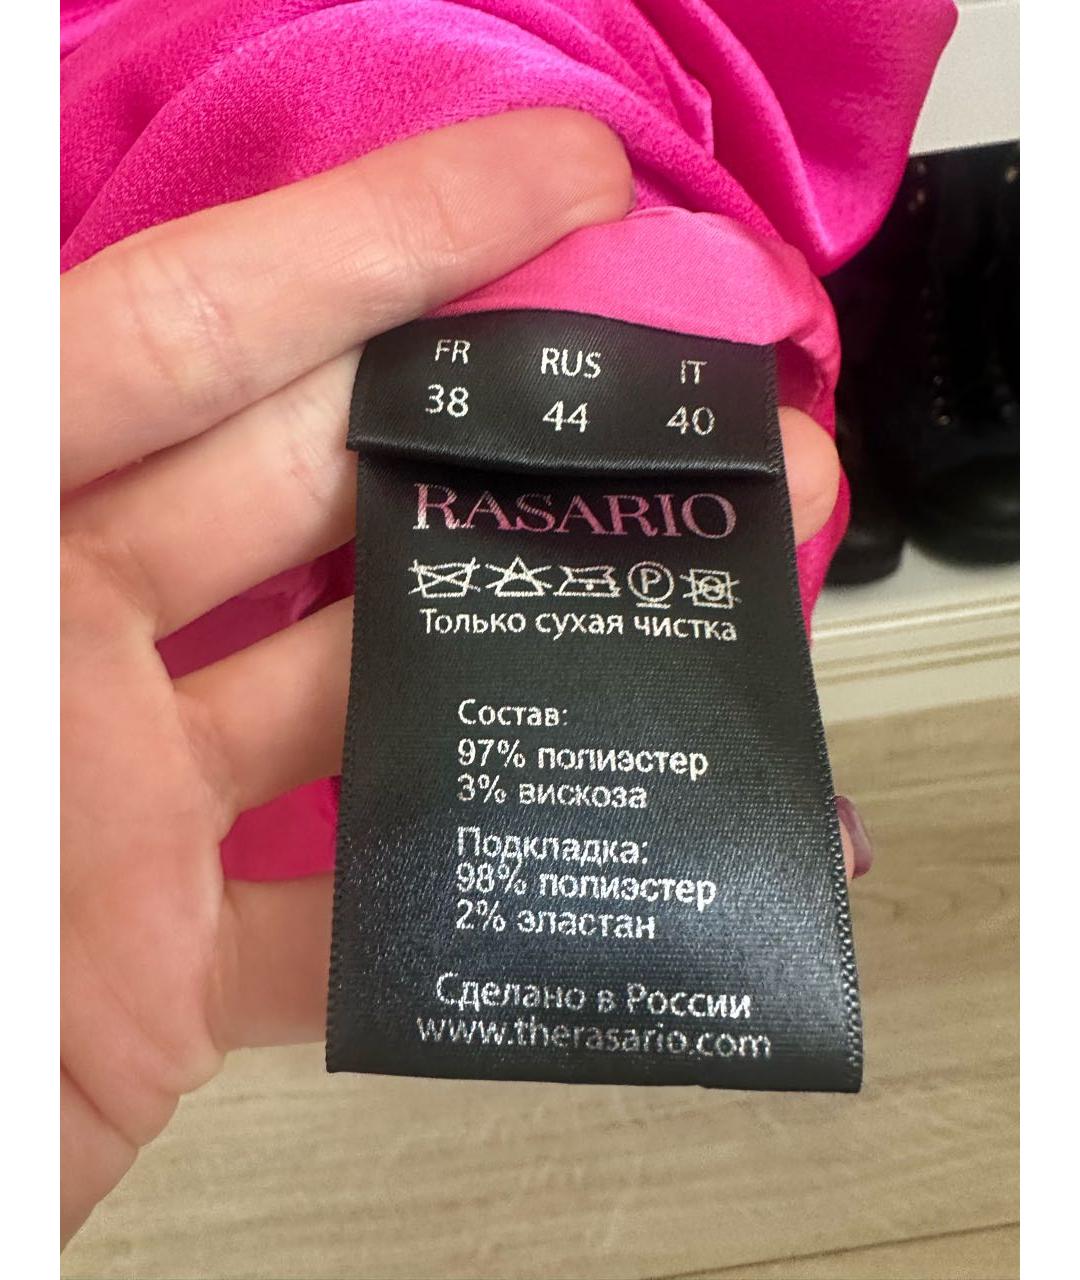 FR RUS IT
38 44 40
RASARIO
P
Только сухая чистка
Состав:
97% полиэстер
3% вискоза
Подкладка:
98% полиэстер
2% эластан
Сделано в России
www.therasario.com